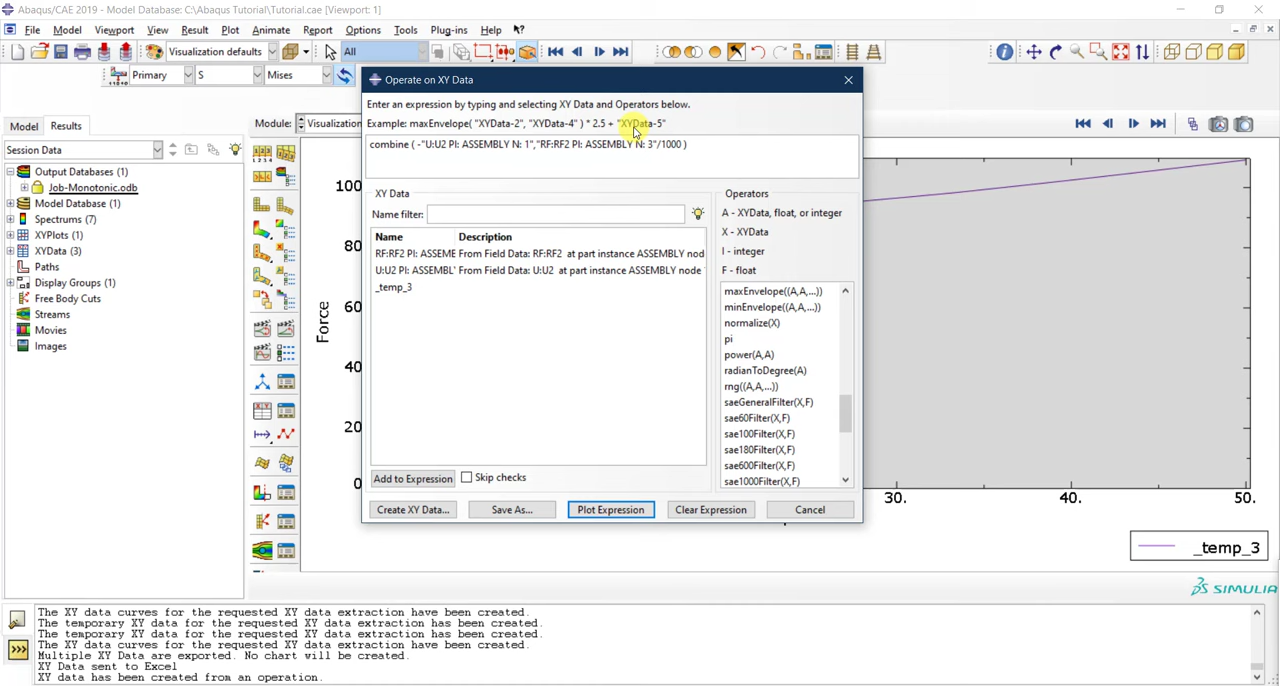 Abaqus/CAE 2019 - Model Database: C:\Abaqus Tutorial\Tutorial.cae [Viewport: 1]
File Model Viewport View Result Plot Animate Report Options Tools Plug-ins Help
Visualization defaults All
Primary S Mises
Operate on XY Data
Enter an expression by typing and selecting XY Data and Operators below.
Example: maxEnvelope( "XYData-2", "XYData-4" ) * 2.5 + "XYData-5"
combine ( -"U:U2 PI: ASSEMBLY N: 1","RF:RF2 PI: ASSEMBLY N: 3"/1000 )
Model Results
Module: Visualization
Session Data
Output Databases (1)
Job-Monotonic.odb
Model Database (1)
Spectrums (7)
XYPlots (1)
XYData (3)
Paths
Display Groups (1)
Free Body Cuts
Streams
Movies
Images
XY Data
Name filter:
Name Description
RF:RF2 PI: ASSEME From Field Data: RF:RF2 at part instance ASSEMBLY nod
U:U2 PI: ASSEMBL' From Field Data: U:U2 at part instance ASSEMBLY node
_temp_3
Operators
A - XYData, float, or integer
X - XYData
I - integer
F - float
maxEnvelope((A,A,...))
minEnvelope((A,A,...))
normalize(X)
pi
power(A,A)
radianToDegree(A)
rng((A,A,...))
saeGeneralFilter(X,F)
sae60Filter(X,F)
sae100Filter(X,F)
sae180Filter(X,F)
sae600Filter(X,F)
sae1000Filter(X,F)
Add to Expression Skip checks
Create XY Data... Save As... Plot Expression Clear Expression Cancel
Force
100
80
60
40
20
0
30. 40. 50.
_temp_3
SIMULIA
The XY data curves for the requested XY data extraction have been created.
The temporary XY data for the requested XY data extraction has been created.
The temporary XY data for the requested XY data extraction has been created.
The XY data curves for the requested XY data extraction have been created.
Multiple XY Data are exported. No chart will be created.
XY Data sent to Excel
XY data has been created from an operation.